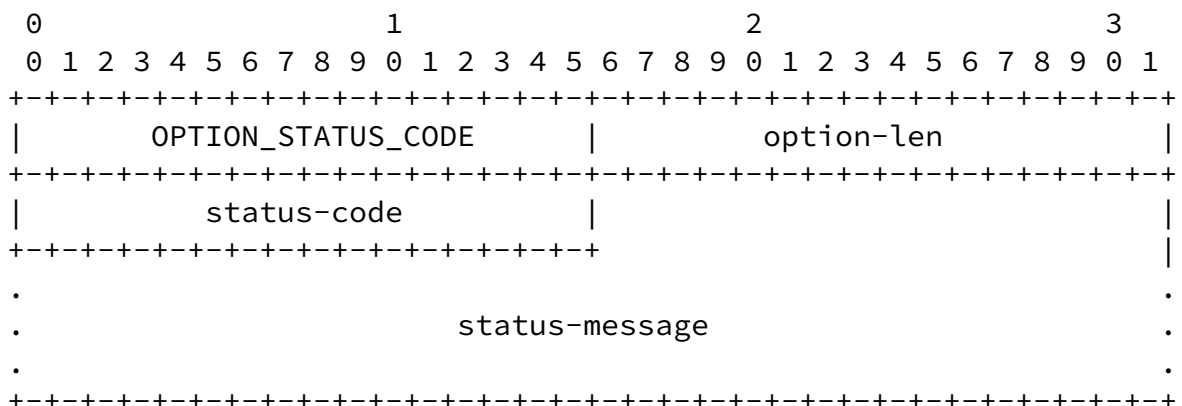 0                   1                   2                   3
 0 1 2 3 4 5 6 7 8 9 0 1 2 3 4 5 6 7 8 9 0 1 2 3 4 5 6 7 8 9 0 1
+-+-+-+-+-+-+-+-+-+-+-+-+-+-+-+-+-+-+-+-+-+-+-+-+-+-+-+-+-+-+-+-+
|       OPTION_STATUS_CODE      |         option-len            |
+-+-+-+-+-+-+-+-+-+-+-+-+-+-+-+-+-+-+-+-+-+-+-+-+-+-+-+-+-+-+-+-+
|          status-code          |                               |
+-+-+-+-+-+-+-+-+-+-+-+-+-+-+-+-+                               |
.                                                               .
.                        status-message                         .
.                                                               .
+-+-+-+-+-+-+-+-+-+-+-+-+-+-+-+-+-+-+-+-+-+-+-+-+-+-+-+-+-+-+-+-+